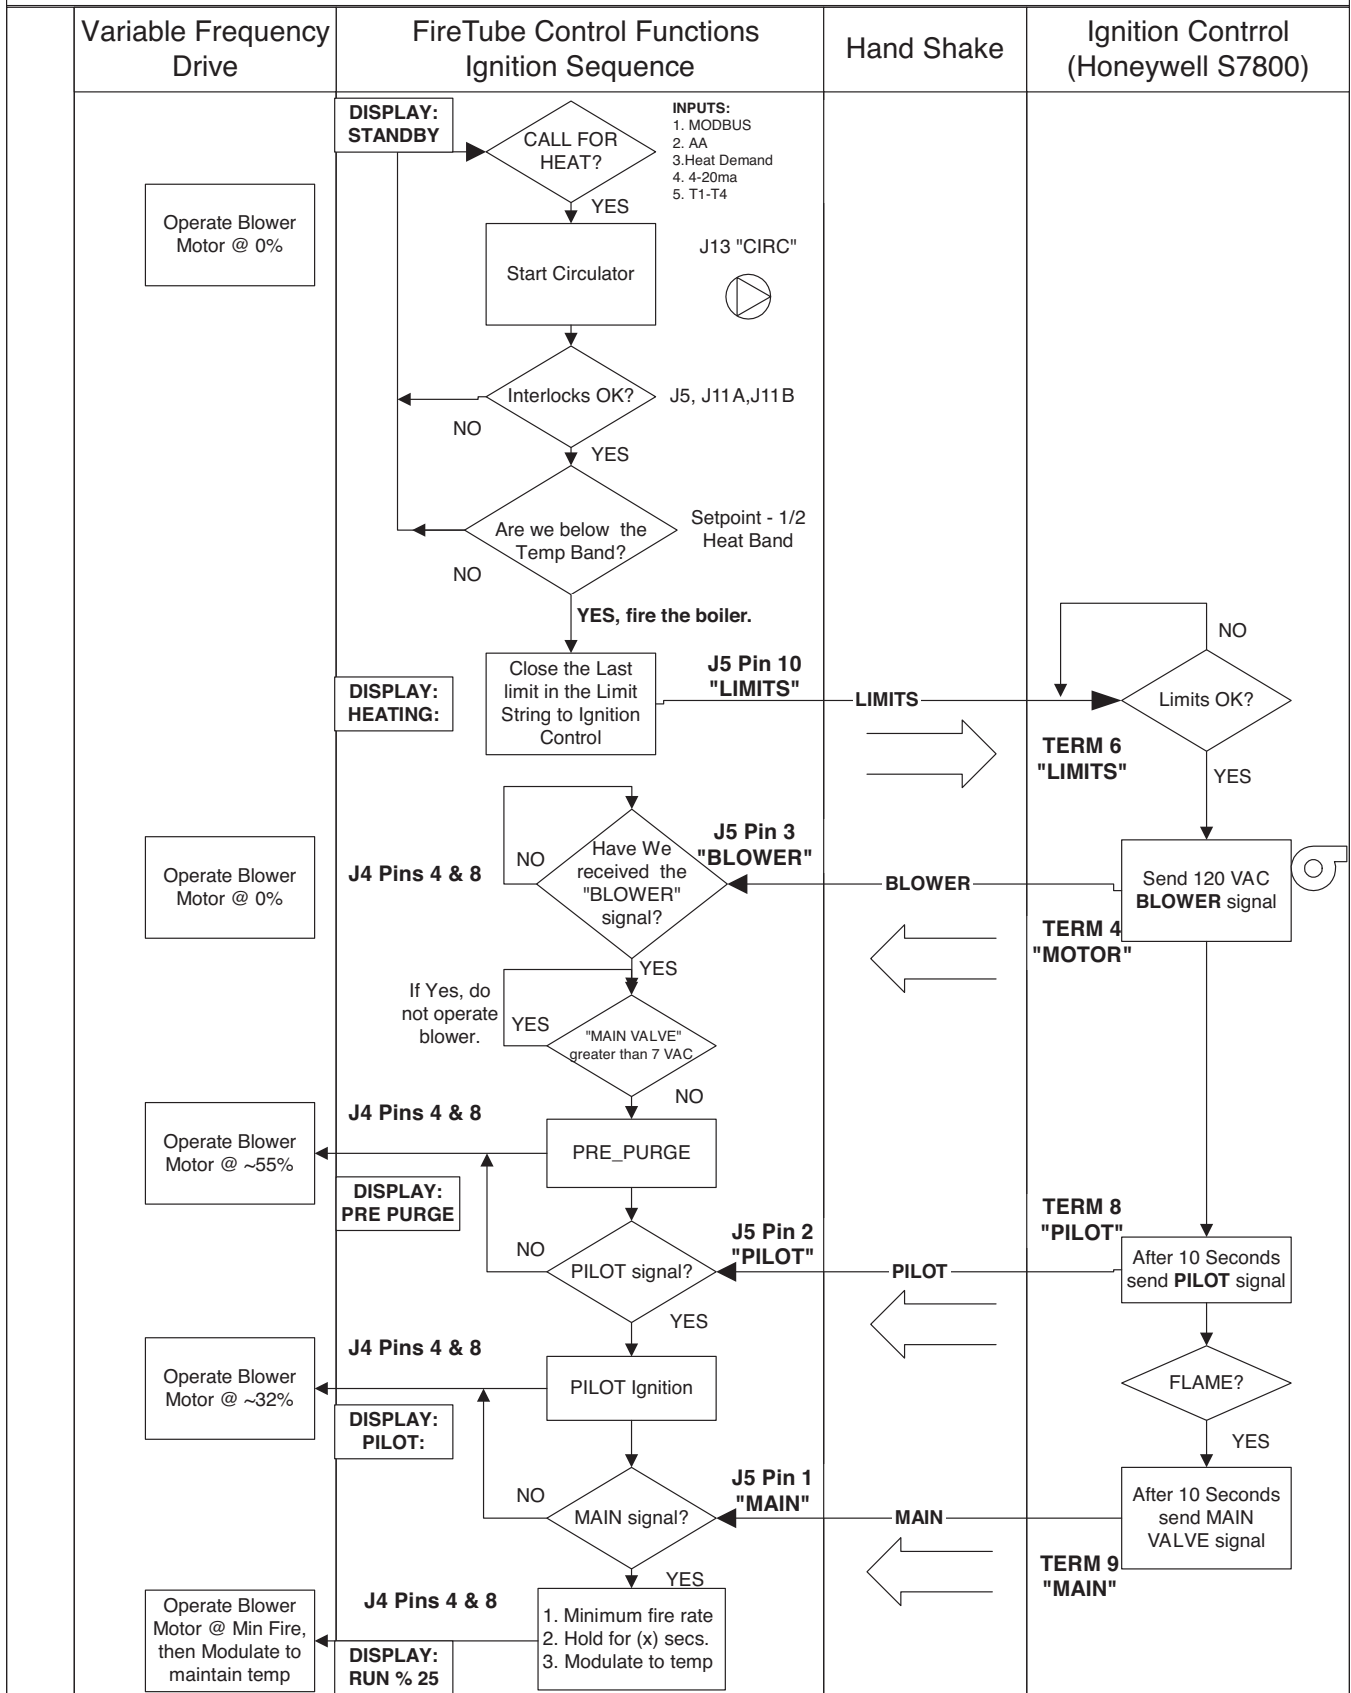 Variable Frequency
Drive
FireTube Control Functions
Ignition Sequence
Hand Shake
Ignition Contrrol
(Honeywell S7800)
DISPLAY:
STANDBY
CALL FOR
HEAT?
INPUTS:
1. MODBUS
2. AA
3.Heat Demand
4. 4-20ma
5. T1-T4
YES
Operate Blower
Motor @ 0%
Start Circulator
J13 "CIRC"
Interlocks OK?
J5, J11A,J11B
NO
YES
Are we below the
Temp Band?
Setpoint - 1/2
Heat Band
NO
YES, fire the boiler.
DISPLAY:
HEATING:
Close the Last
limit in the Limit
String to Ignition
Control
J5 Pin 10
"LIMITS"
LIMITS
NO
Limits OK?
TERM 6
"LIMITS"
YES
Operate Blower
Motor @ 0%
J4 Pins 4 & 8
NO
Have We
received the
"BLOWER"
signal?
J5 Pin 3
"BLOWER"
BLOWER
Send 120 VAC
BLOWER signal
TERM 4
"MOTOR"
YES
If Yes, do
not operate
blower.
YES
"MAIN VALVE"
greater than 7 VAC
NO
J4 Pins 4 & 8
Operate Blower
Motor @ ~55%
PRE_PURGE
DISPLAY:
PRE PURGE
NO
PILOT signal?
J5 Pin 2
"PILOT"
PILOT
TERM 8
"PILOT"
After 10 Seconds
send PILOT signal
YES
J4 Pins 4 & 8
Operate Blower
Motor @ ~32%
PILOT Ignition
FLAME?
DISPLAY:
PILOT:
YES
NO
MAIN signal?
J5 Pin 1
"MAIN"
MAIN
After 10 Seconds
send MAIN
VALVE signal
TERM 9
"MAIN"
YES
J4 Pins 4 & 8
Operate Blower
Motor @ Min Fire,
then Modulate to
maintain temp
1. Minimum fire rate
2. Hold for (x) secs.
3. Modulate to temp
DISPLAY:
RUN % 25